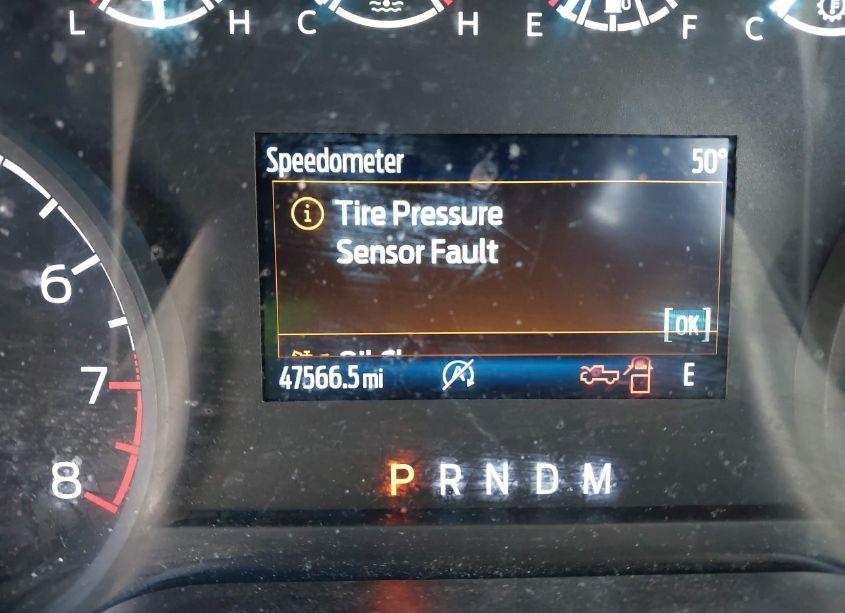 L H C H E F C
Speedometer 50°
Tire Pressure
Sensor Fault
6
[OK]
7
47566.5 mi E
8
P R N D M